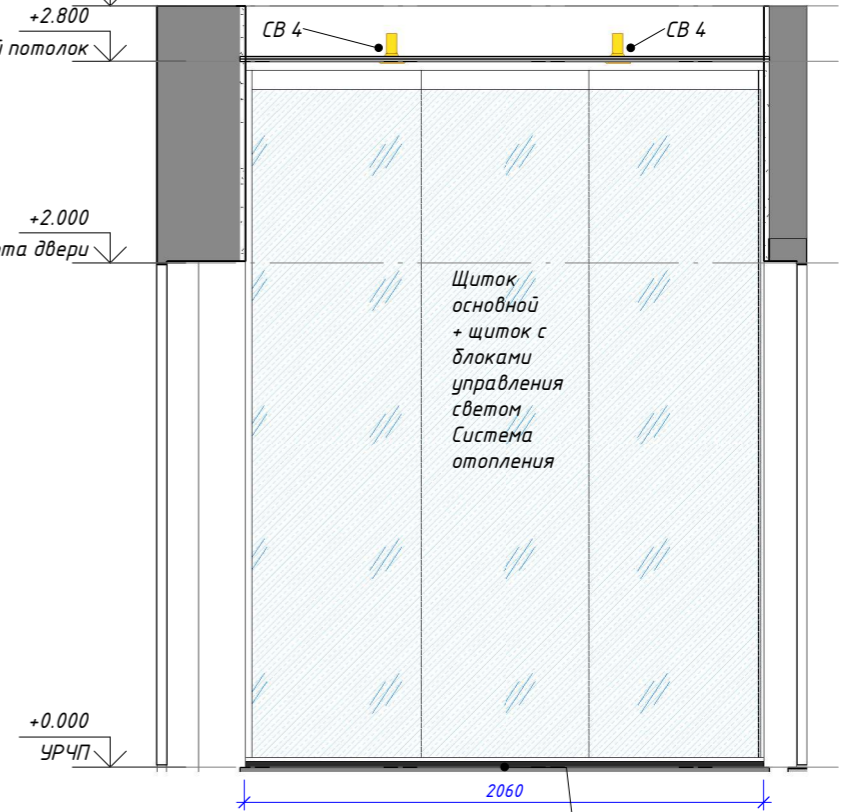 +2.800
потолок
СВ 4
СВ 4
+2.000
двери
Щиток
основной
+ щиток с
блоками
управления
светом
Система
отопления
+0.000
УРЧП
2060